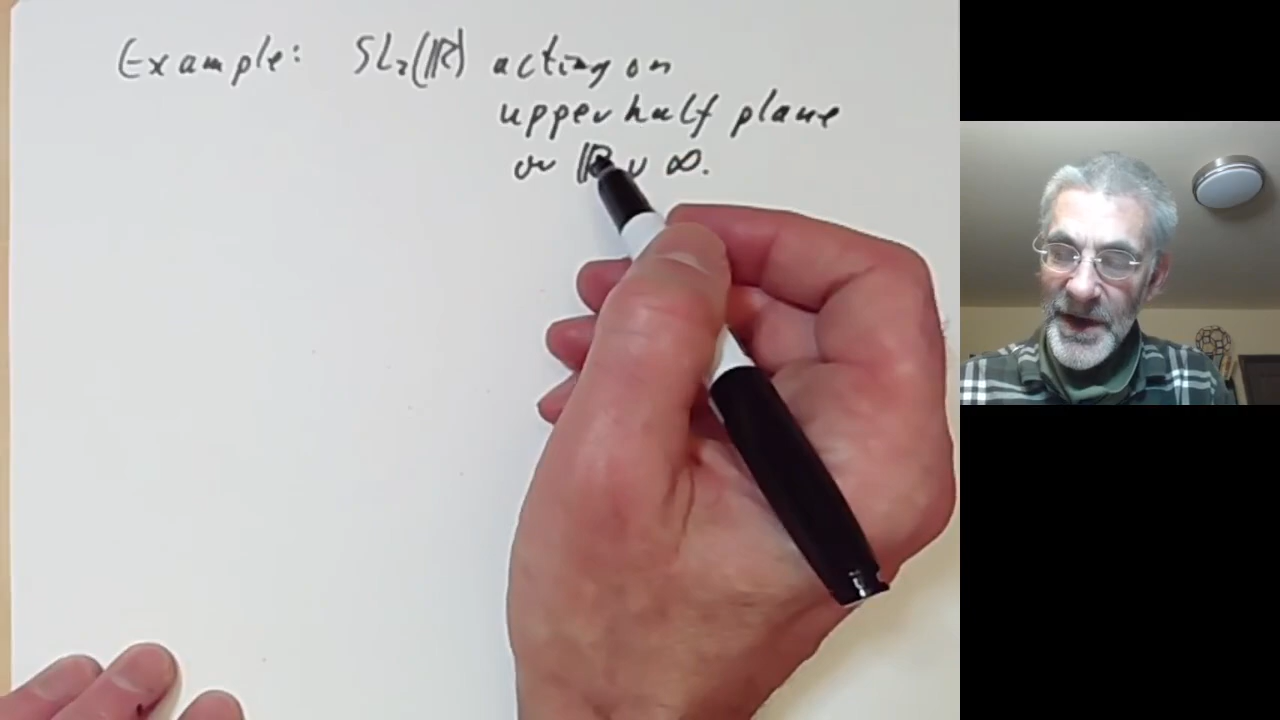 Example: SL₂(ℝ) acting on
upper half plane
or ℝ ∪ ∞.